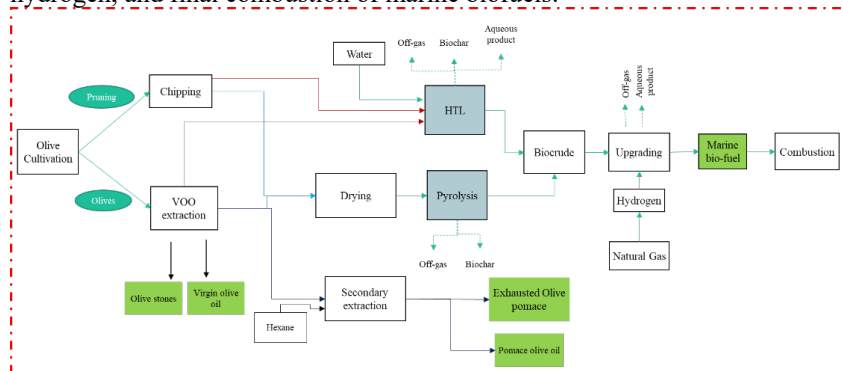 hydrogen, and final combustion of marine biofuels.
Off-gas
Biochar
Aqueous
product
Water
Pruning
Chipping
HTL
Off-gas
Aqueous
product
Olive
Cultivation
Biocrude
Upgrading
Marine
bio-fuel
Combustion
Olives
VOO
extraction
Drying
Pyrolysis
Hydrogen
Off-gas
Biochar
Natural Gas
Olive stones
Virgin olive
oil
Secondary
extraction
Exhausted Olive
pomace
Hexane
Pomace olive oil